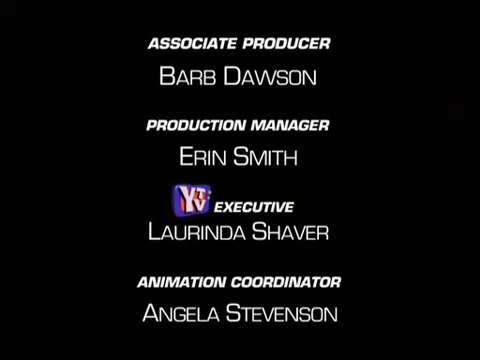 ASSOCIATE PRODUCER
BARB DAWSON
PRODUCTION MANAGER
ERIN SMITH
YTV EXECUTIVE
LAURINDA SHAVER
ANIMATION COORDINATOR
ANGELA STEVENSON